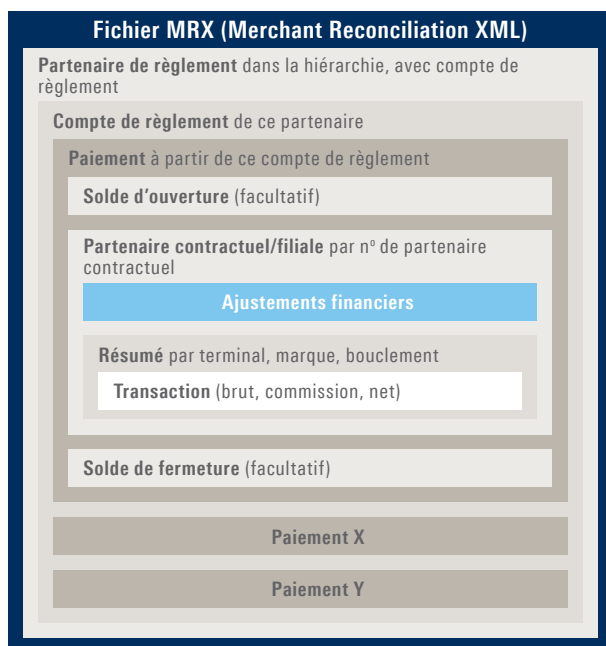 Fichier MRX (Merchant Reconciliation XML)
Partenaire de règlement dans la hiérarchie, avec compte de
règlement
Compte de règlement de ce partenaire
Paiement à partir de ce compte de règlement
Solde d'ouverture (facultatif)
Partenaire contractuel/filiale par nº de partenaire
contractuel
Ajustements financiers
Résumé par terminal, marque, bouclement
Transaction (brut, commission, net)
Solde de fermeture (facultatif)
Paiement X
Paiement Y